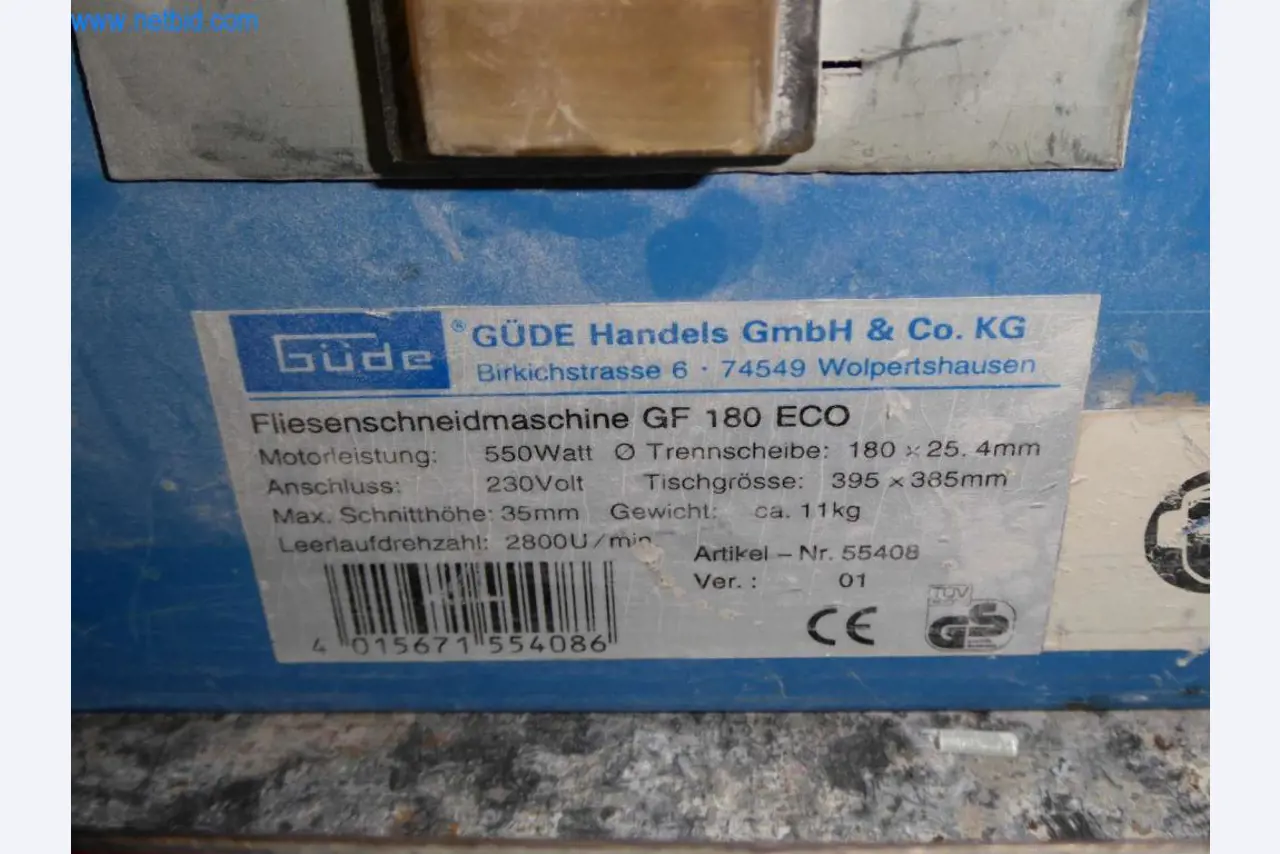 www.netbid.com
Güde ® GÜDE Handels GmbH & Co. KG
Birkichstrasse 6 · 74549 Wolpertshausen
Fliesenschneidmaschine GF 180 ECO
Motorleistung: 550Watt Ø Trennscheibe: 180 x 25.4mm
Anschluss: 230Volt Tischgrösse: 395 x 385mm
Max. Schnitthöhe: 35mm Gewicht: ca. 11kg
Leerlaufdrehzahl: 2800U/min
Artikel – Nr. 55408
Ver.: 01
4 015671 554086
CE
TÜV
GS